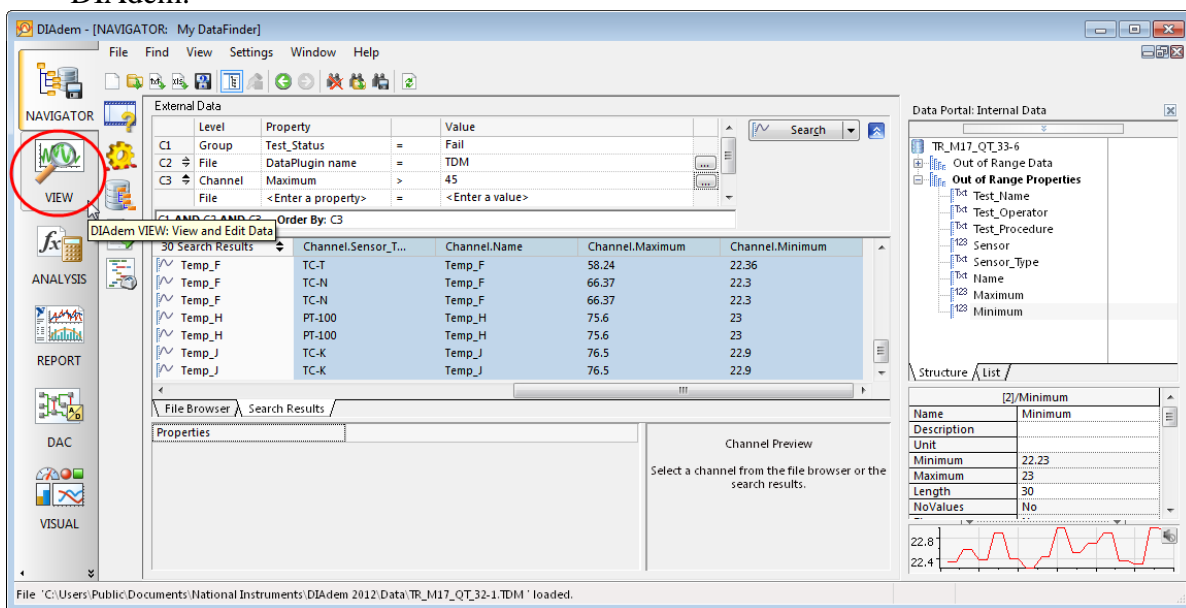 DIAdem.
DIAdem - [NAVIGATOR: My DataFinder]
File Find View Settings Window Help
NAVIGATOR
VIEW
ANALYSIS
REPORT
DAC
VISUAL
External Data
Level Property Value
C1 Group Test_Status = Fail
C2 File DataPlugin name = TDM ...
C3 Channel Maximum > 45 ...
File <Enter a property> = <Enter a value>
Search
C1 AND C2 AND C3 Order By: C3
DIAdem VIEW: View and Edit Data
30 Search Results Channel.Sensor_T... Channel.Name Channel.Maximum Channel.Minimum
Temp_F TC-T Temp_F 58.24 22.36
Temp_F TC-N Temp_F 66.37 22.3
Temp_F TC-N Temp_F 66.37 22.3
Temp_H PT-100 Temp_H 75.6 23
Temp_H PT-100 Temp_H 75.6 23
Temp_J TC-K Temp_J 76.5 22.9
Temp_J TC-K Temp_J 76.5 22.9
File Browser Search Results
Properties
Channel Preview
Select a channel from the file browser or the
search results.
Data Portal: Internal Data
TR_M17_QT_33-6
Out of Range Data
Out of Range Properties
Txt Test_Name
Txt Test_Operator
Txt Test_Procedure
123 Sensor
Txt Sensor_Type
Txt Name
123 Maximum
123 Minimum
Structure List
[2]/Minimum
Name Minimum
Description
Unit
Minimum 22.23
Maximum 23
Length 30
NoValues No
22.8
22.4
File 'C:\Users\Public\Documents\National Instruments\DIAdem 2012\Data\TR_M17_QT_32-1.TDM ' loaded.